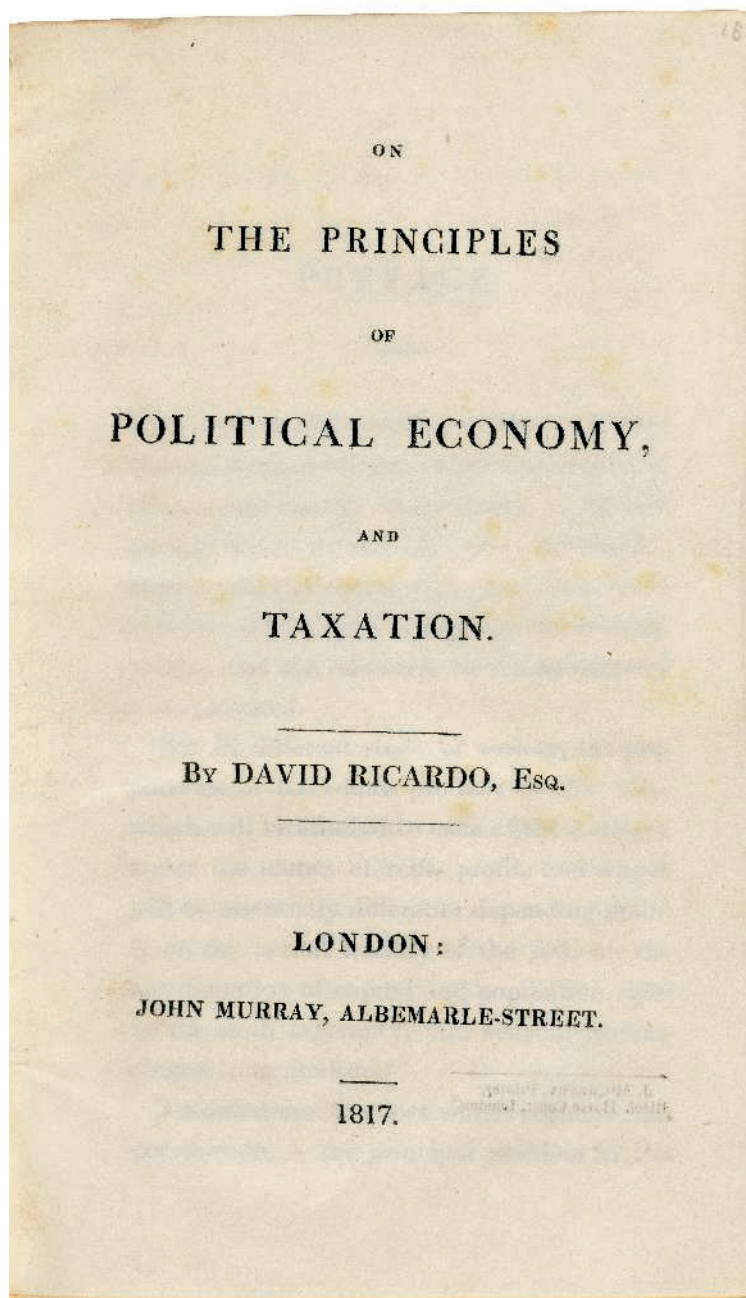 ON
THE PRINCIPLES
OF
POLITICAL ECONOMY,
AND
TAXATION.
BY DAVID RICARDO, ESQ.
LONDON:
JOHN MURRAY, ALBEMARLE-STREET.
1817.